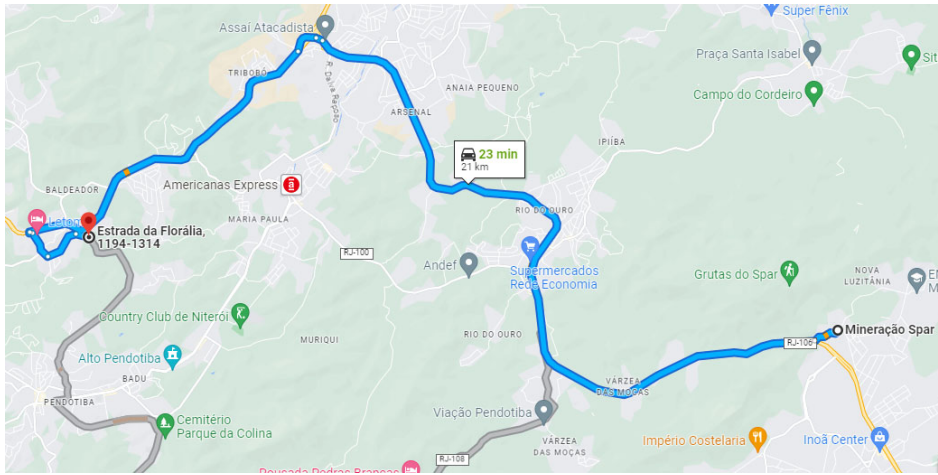 Super Fênix
Assaí Atacadista
Praça Santa Isabel
Sit
TRIBOBÓ
R. Dalva Raposo
ANAIA PEQUENO
Campo do Cordeiro
ARSENAL
IPIÍBA
23 min
21 km
BALDEADOR
Americanas Express
a
RIO DO OURO
MARIA PAULA
Estrada da Florália,
1194-1314
RJ-100
Andef
Supermercados
Rede Economia
Grutas do Spar
NOVA
LUZITÂNIA
EM
M
Country Club de Niterói
RIO DO OURO
Mineração Spar
MURIQUI
RJ-106
Alto Pendotiba
BADU
VÁRZEA
DAS MOÇAS
PENDOTIBA
Viação Pendotiba
Cemitério
Parque da Colina
VÁRZEA
DAS MOÇAS
Império Costelaria
Inoã Center
RJ-108
Pousada Pedras Brancas